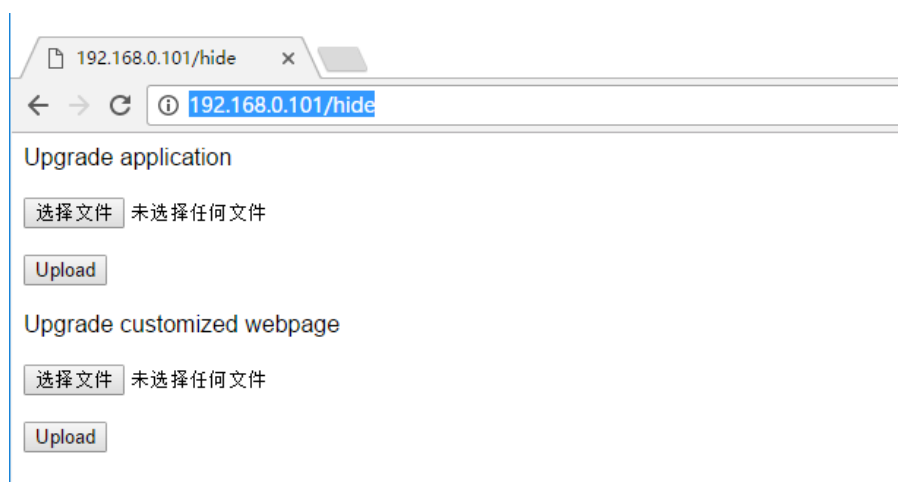 192.168.0.101/hide
192.168.0.101/hide
Upgrade application
选择文件 未选择任何文件
Upload
Upgrade customized webpage
选择文件 未选择任何文件
Upload